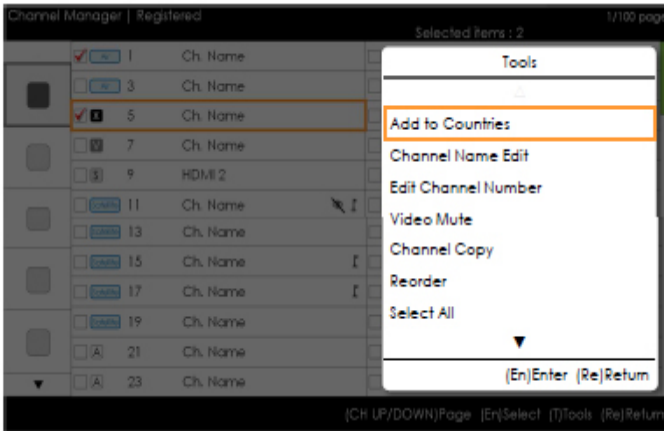 Channel Manager | Registered
1/100 page
Selected items : 2
1 Ch. Name
3 Ch. Name
X 5 Ch. Name
V 7 Ch. Name
S 9 HDMI 2
11 Ch. Name
13 Ch. Name
15 Ch. Name
17 Ch. Name
19 Ch. Name
A 21 Ch. Name
A 23 Ch. Name
Tools
Add to Countries
Channel Name Edit
Edit Channel Number
Video Mute
Channel Copy
Reorder
Select All
(En)Enter (Re)Return
(CH UP/DOWN)Page (En)Select (T)Tools (Re)Return